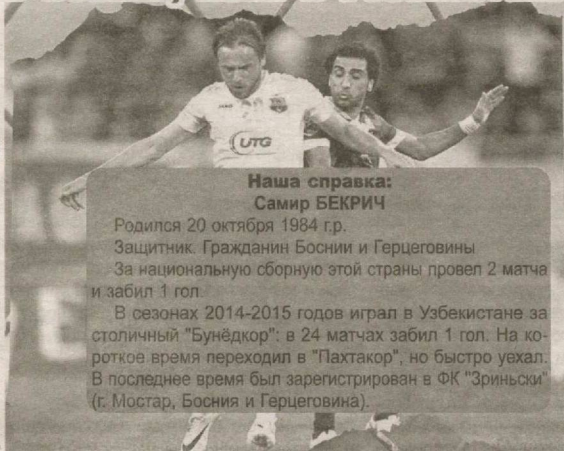 UTG
Наша справка:
Самир БЕКРИЧ
Родился 20 октября 1984 г.р.
Защитник. Гражданин Боснии и Герцеговины
За национальную сборную этой страны провел 2 матча
и забил 1 гол.
В сезонах 2014-2015 годов играл в Узбекистане за
столичный "Бунёдкор": в 24 матчах забил 1 гол. На ко-
роткое время переходил в "Пахтакор", но быстро уехал.
В последнее время был зарегистрирован в ФК "Зриньски"
(г. Мостар, Босния и Герцеговина).